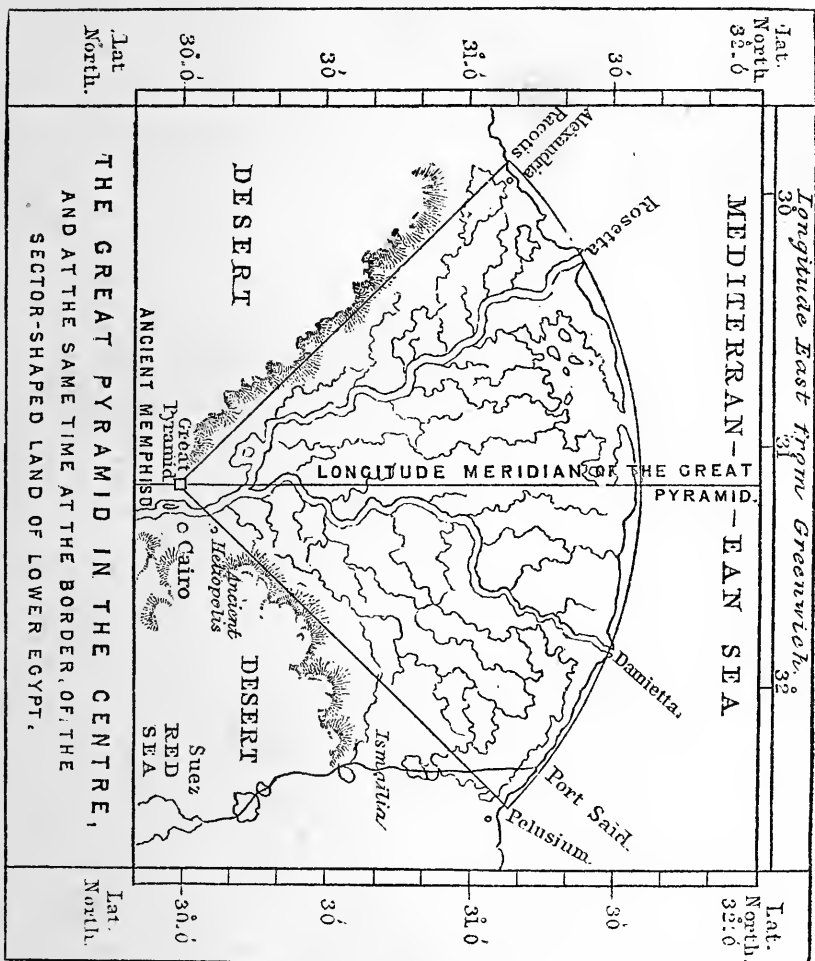 Longitude East from Greenwich.
30°
31°
32°
Lat.
North
32°.0′
30′
31°.0′
30′
30°.0′
Lat
North.
Lat.
North.
32°.0′
30′
31°.0′
30′
30°.0′
Lat.
North.
MEDITERRAN-
-EAN SEA
Alexandria
Racotis
Rosetta
Damietta.
Port Said.
Pelusium.
LONGITUDE MERIDIAN OF THE GREAT
PYRAMID.
DESERT
DESERT
Ismailia
Great
Pyramid
Cairo
Ancient
Heliopolis
ANCIENT MEMPHIS
Suez
RED
SEA
THE GREAT PYRAMID IN THE CENTRE,
AND AT THE SAME TIME AT THE BORDER, OF, THE
SECTOR-SHAPED LAND OF LOWER EGYPT.